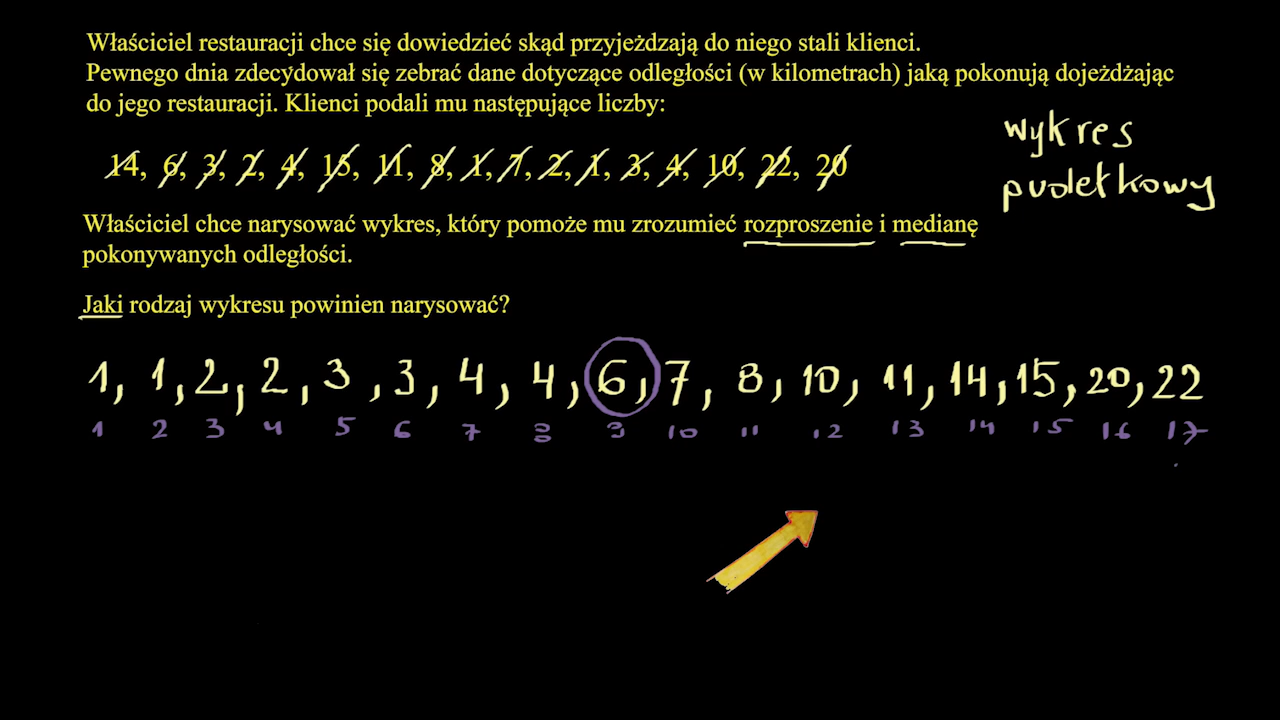 Właściciel restauracji chce się dowiedzieć skąd przyjeżdzają do niego stali klienci.
Pewnego dnia zdecydował się zebrać dane dotyczące odległości (w kilometrach) jaką pokonują dojeżdżając
do jego restauracji. Klienci podali mu następujące liczby:
wykres
pudełkowy
14, 6, 3, 2, 4, 15, 11, 8, 1, 7, 2, 1, 3, 4, 10, 22, 20
Właściciel chce narysować wykres, który pomoże mu zrozumieć rozproszenie i medianę
pokonywanych odległości.
Jaki rodzaj wykresu powinien narysować?
1, 1, 2, 2, 3, 3, 4, 4, 6, 7, 8, 10, 11, 14, 15, 20, 22
1 2 3 4 5 6 7 8 9 10 11 12 13 14 15 16 17